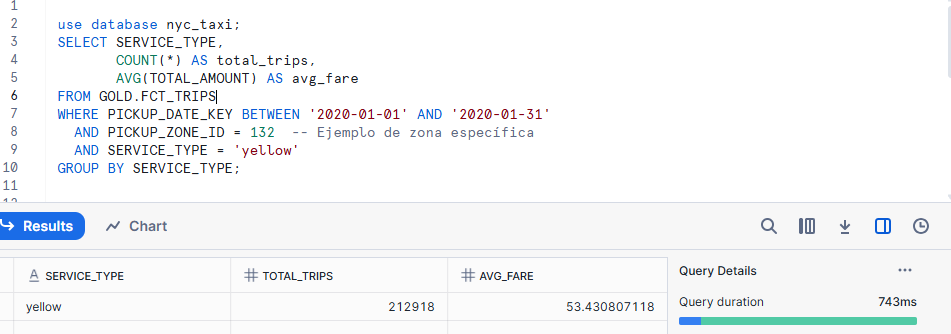 1
2 use database nyc_taxi;
3 SELECT SERVICE_TYPE,
4 COUNT(*) AS total_trips,
5 AVG(TOTAL_AMOUNT) AS avg_fare
6 FROM GOLD.FCT_TRIPS
7 WHERE PICKUP_DATE_KEY BETWEEN '2020-01-01' AND '2020-01-31'
8 AND PICKUP_ZONE_ID = 132 -- Ejemplo de zona específica
9 AND SERVICE_TYPE = 'yellow'
10 GROUP BY SERVICE_TYPE;
11
Results Chart
A SERVICE_TYPE # TOTAL_TRIPS # AVG_FARE
yellow 212918 53.430807118
Query Details ...
Query duration 743ms